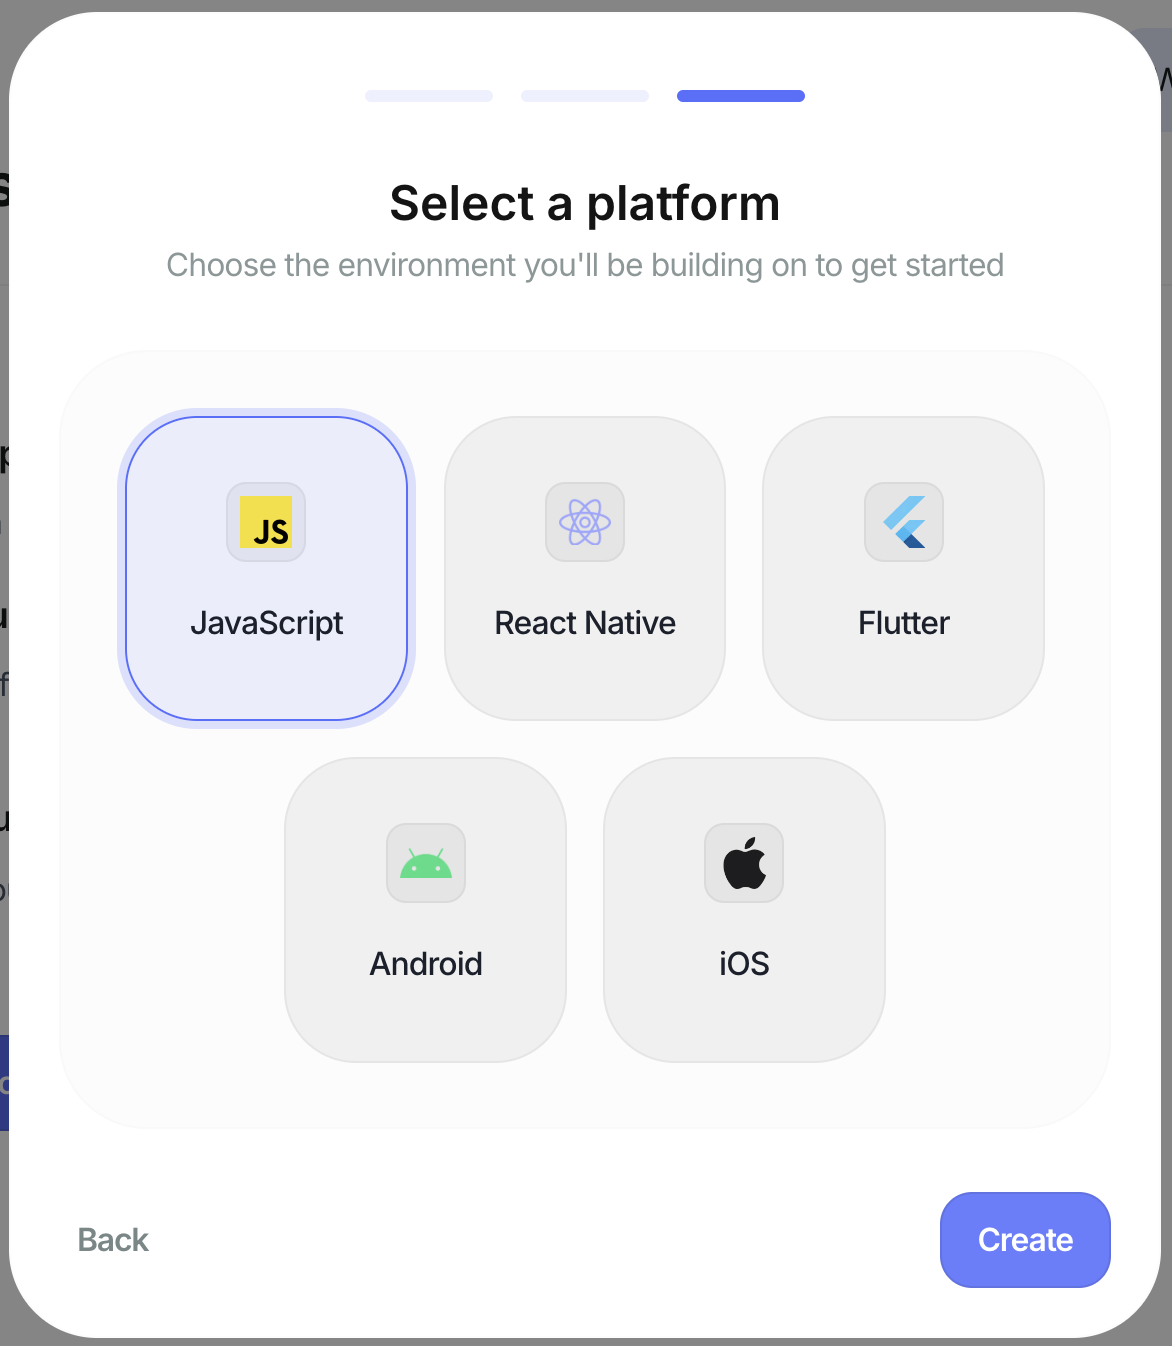 Select a platform
Choose the environment you'll be building on to get started
JS
JavaScript
React Native
Flutter
Android
iOS
Back
Create